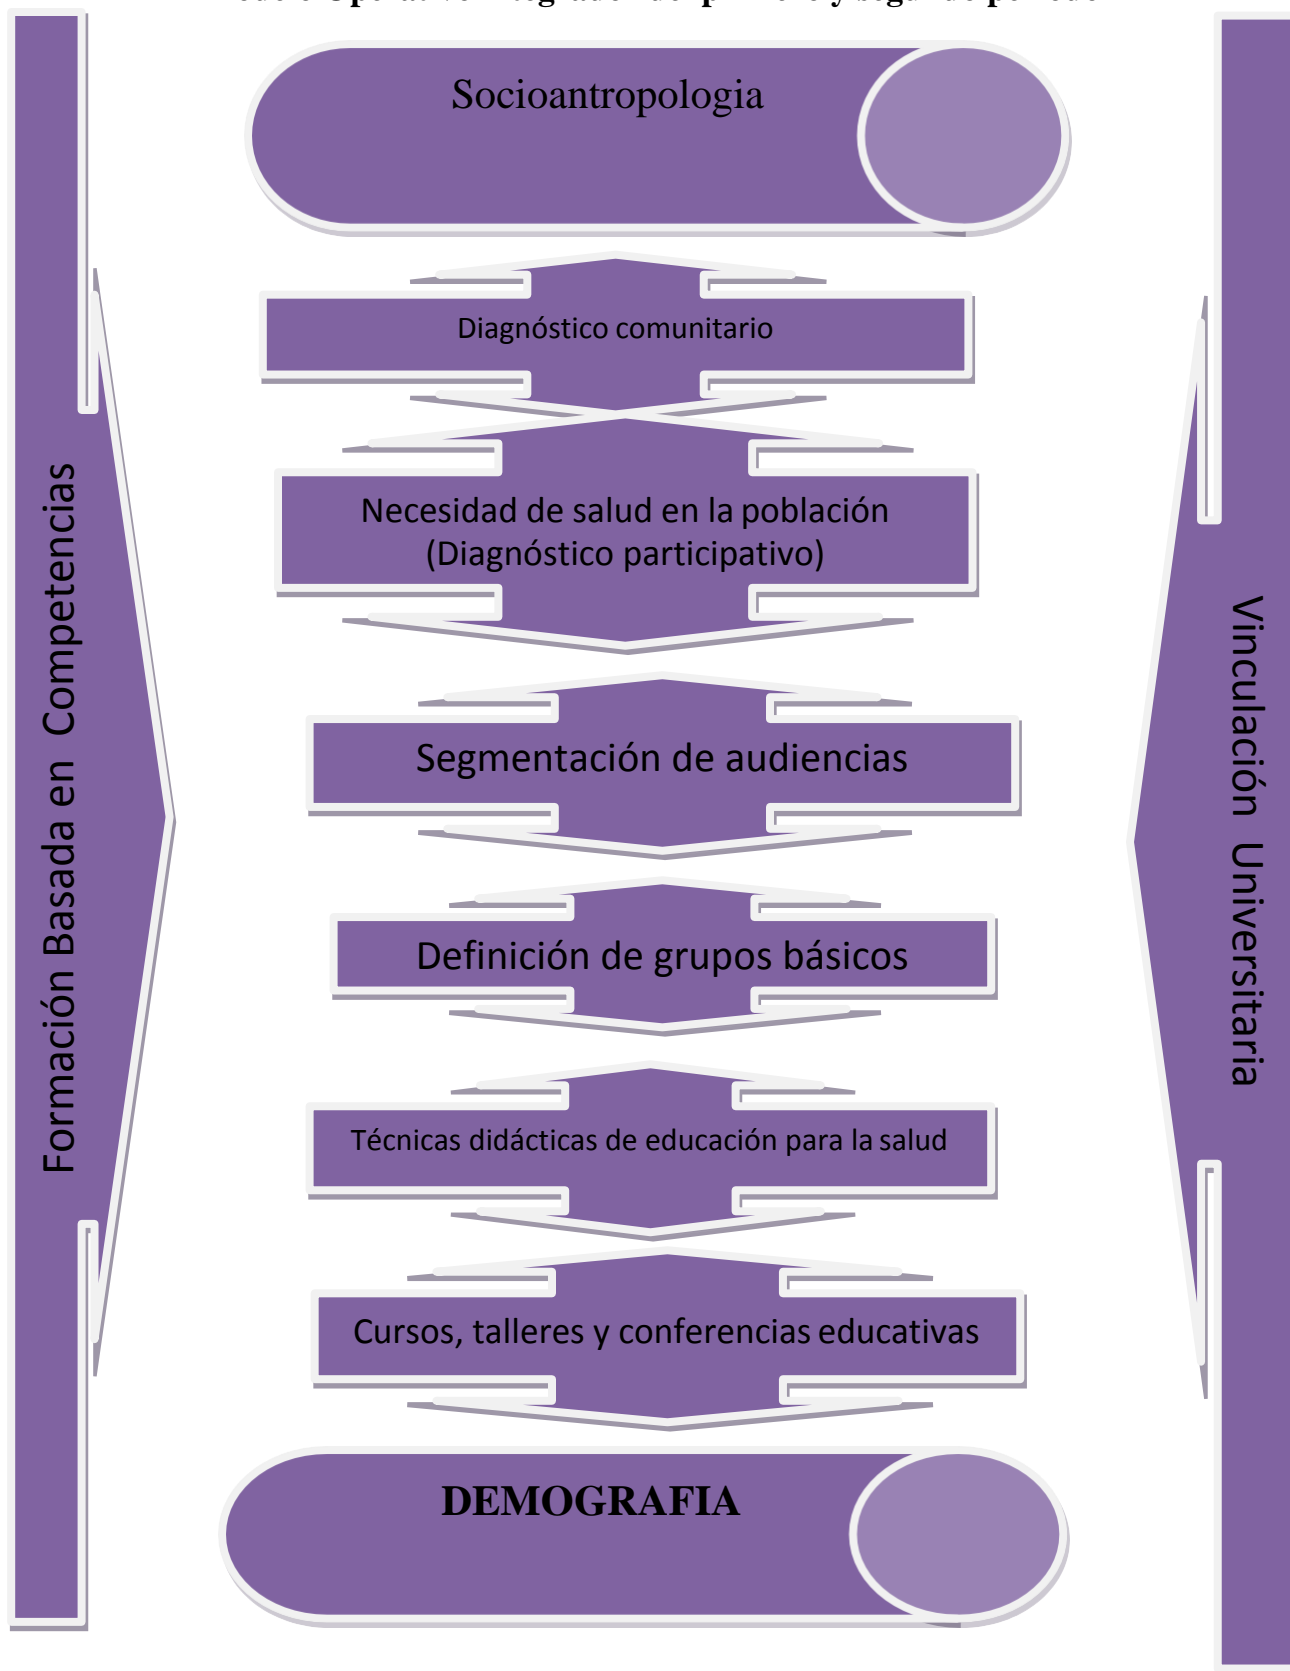 Socioantropologia
Diagnóstico comunitario
Necesidad de salud en la población
(Diagnóstico participativo)
Segmentación de audiencias
Definición de grupos básicos
Técnicas didácticas de educación para la salud
Cursos, talleres y conferencias educativas
DEMOGRAFIA
Formación Basada en Competencias
Vinculación Universitaria